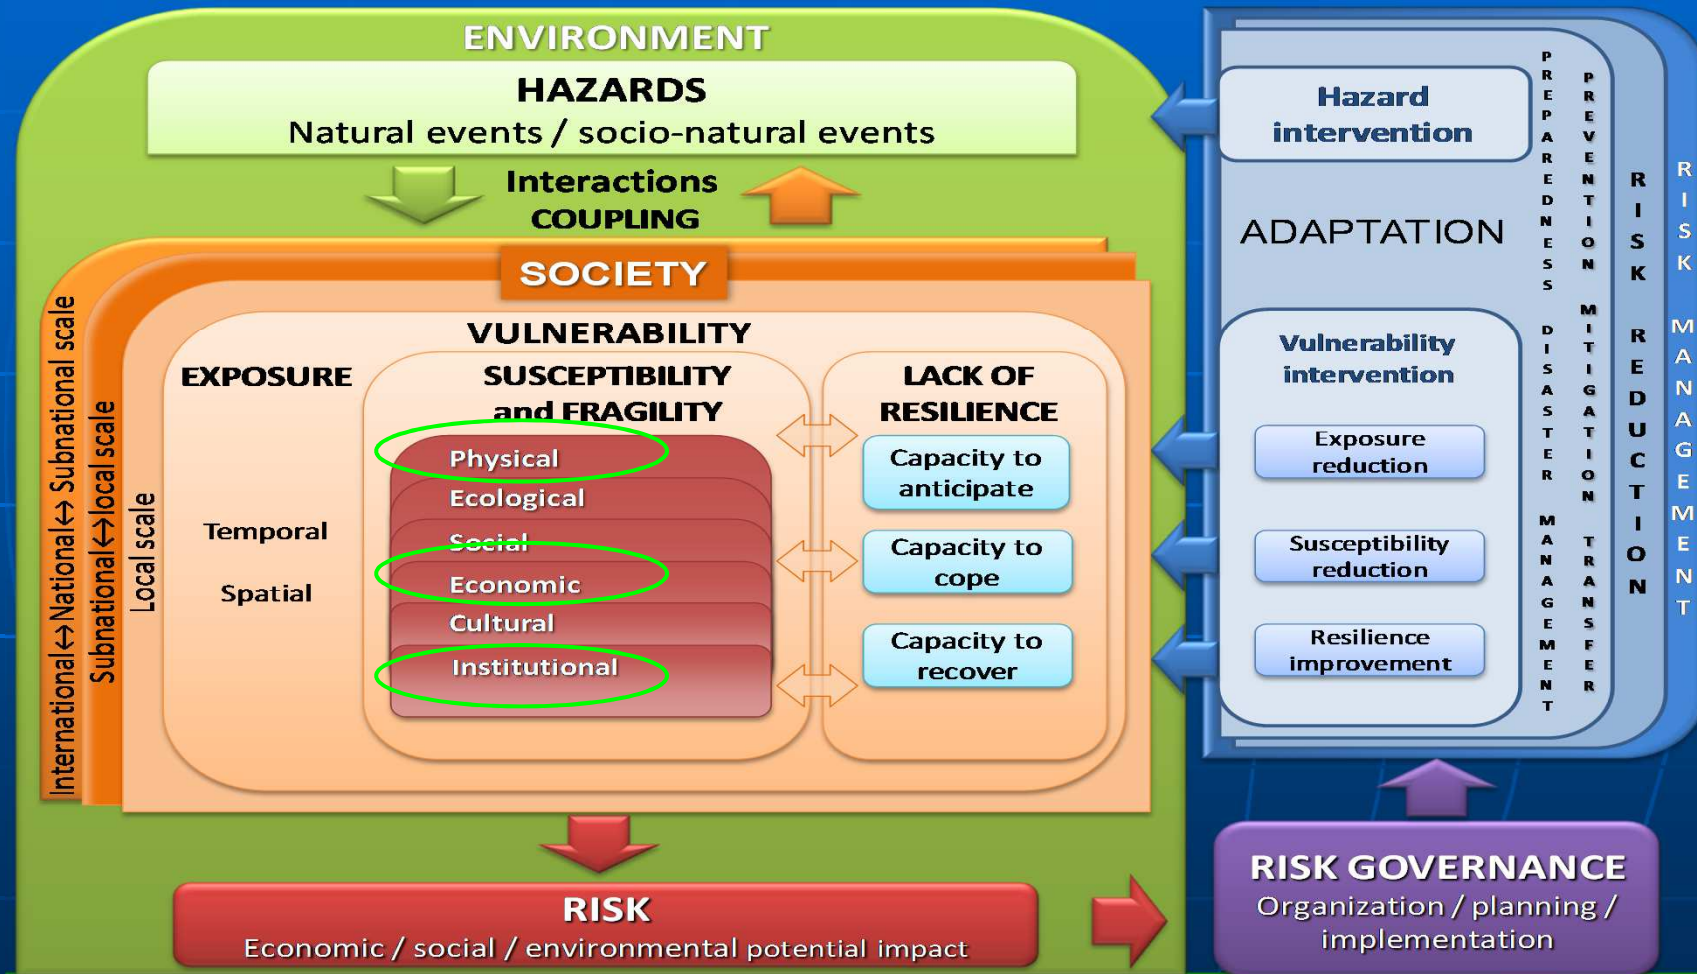 ENVIRONMENT
HAZARDS
Natural events / socio-natural events
Interactions
COUPLING
SOCIETY
International↔National↔ Subnational scale
Subnational↔local scale
Local scale
VULNERABILITY
EXPOSURE
Temporal
Spatial
SUSCEPTIBILITY
and FRAGILITY
Physical
Ecological
Social
Economic
Cultural
Institutional
LACK OF
RESILIENCE
Capacity to
anticipate
Capacity to
cope
Capacity to
recover
RISK
Economic / social / environmental potential impact
Hazard
intervention
ADAPTATION
Vulnerability
intervention
Exposure
reduction
Susceptibility
reduction
Resilience
improvement
PREPAREDNESS DISASTER MANAGEMENT
PREVENTION MITIGATION TRANSFER
RISK REDUCTION
RISK MANAGEMENT
RISK GOVERNANCE
Organization / planning /
implementation